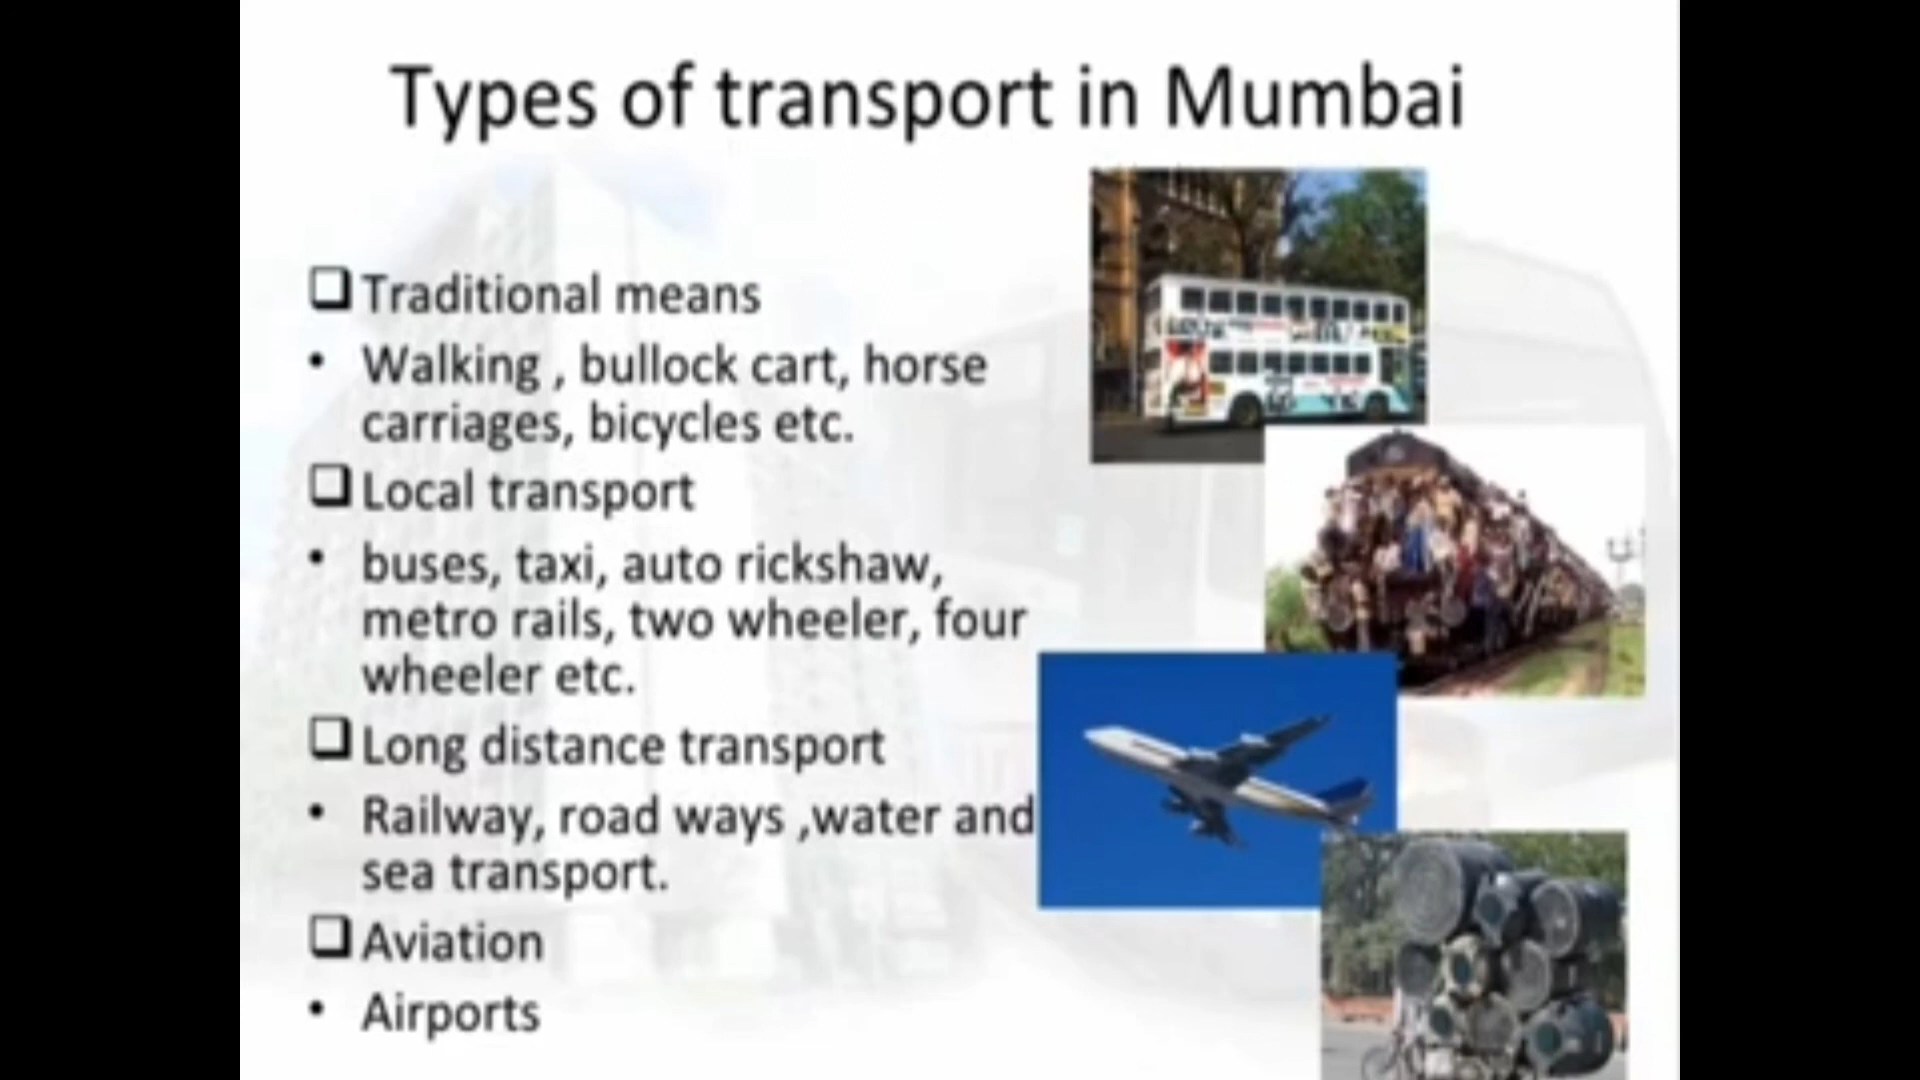 Types of transport in Mumbai
Traditional means
• Walking , bullock cart, horse
carriages, bicycles etc.
Local transport
• buses, taxi, auto rickshaw,
metro rails, two wheeler, four
wheeler etc.
Long distance transport
• Railway, road ways ,water and
sea transport.
Aviation
• Airports